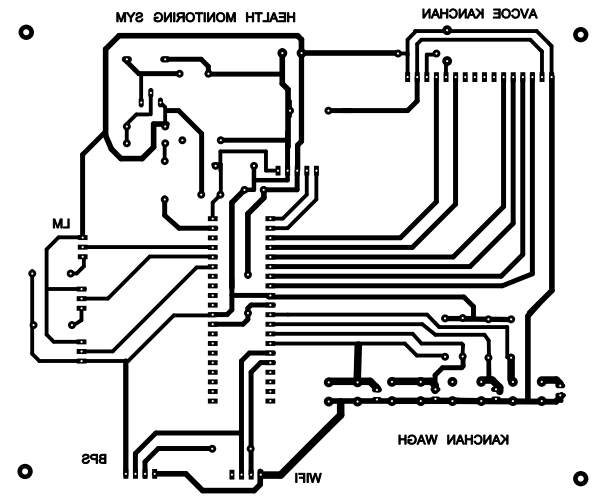 HEALTH MONITORING SYM
AVCOE KANCHAN
LM
KANCHAN WAGH
BPS
WIFI